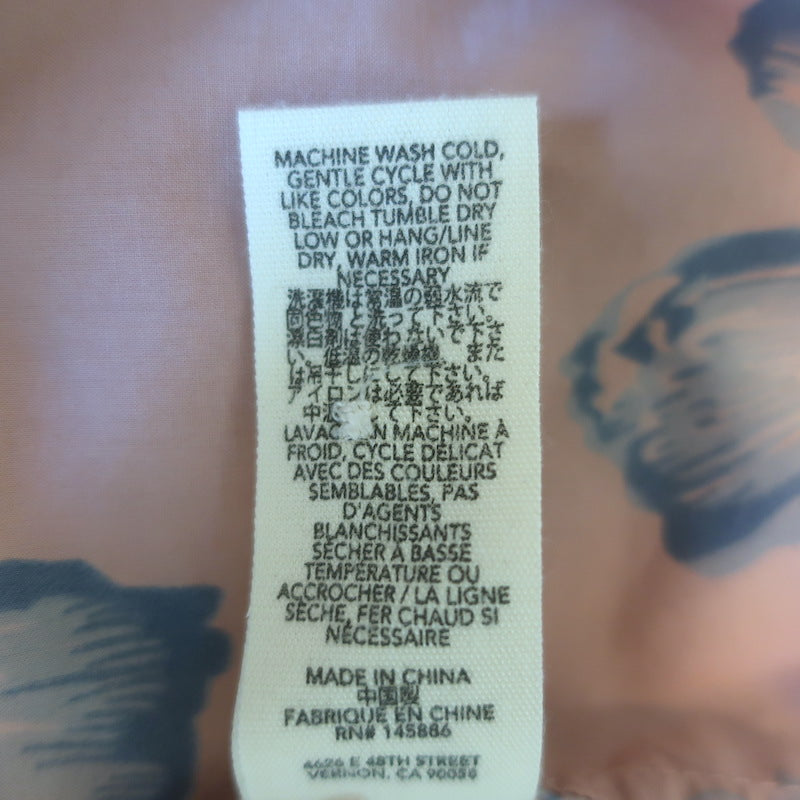 MACHINE WASH COLD,
GENTLE CYCLE WITH
LIKE COLORS, DO NOT
BLEACH TUMBLE DRY
LOW OR HANG/LINE
DRY, WARM IRON IF
NECESSARY
洗濯機は常温の弱水流で
同色物と洗って下さい。
漂白剤は使わないで下さ
い。低温の乾燥機、また
は吊干しにして下さい。
アイロンは必要であれば
中 て下さい。
MACHINE À
FROID, CYCLE DÉLICAT
AVEC DES COULEURS
SEMBLABLES, PAS
D'AGENTS
BLANCHISSANTS
SÉCHER À BASSE
TEMPÉRATURE OU
ACCROCHER / LA LIGNE
SÈCHE, FER CHAUD SI
NÉCESSAIRE
MADE IN CHINA
中国製
FABRIQUÉ EN CHINE
RN# 145886
4626 E 48TH STREET
VERNON, CA 90058